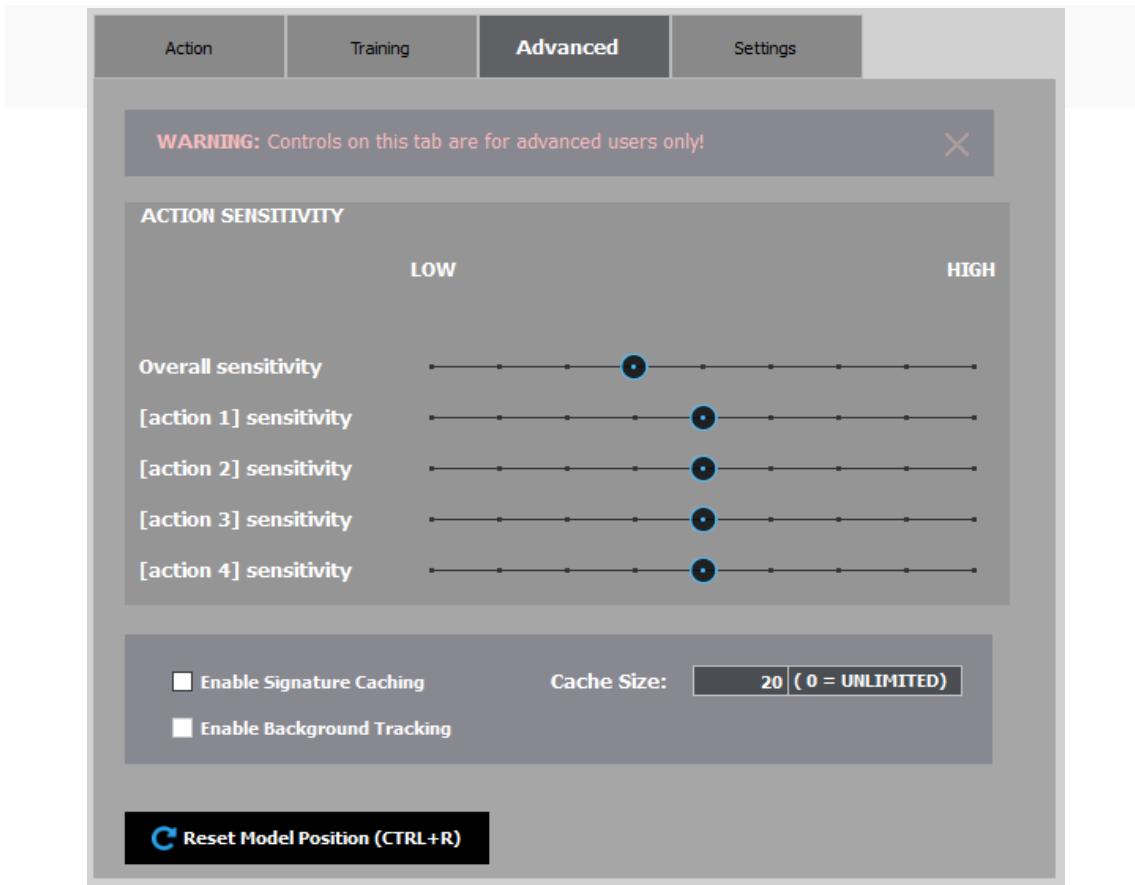 Action Training Advanced Settings
WARNING: Controls on this tab are for advanced users only!
ACTION SENSITIVITY
LOW HIGH
Overall sensitivity
[action 1] sensitivity
[action 2] sensitivity
[action 3] sensitivity
[action 4] sensitivity
Enable Signature Caching Cache Size: 20 ( 0 = UNLIMITED)
Enable Background Tracking
Reset Model Position (CTRL+R)